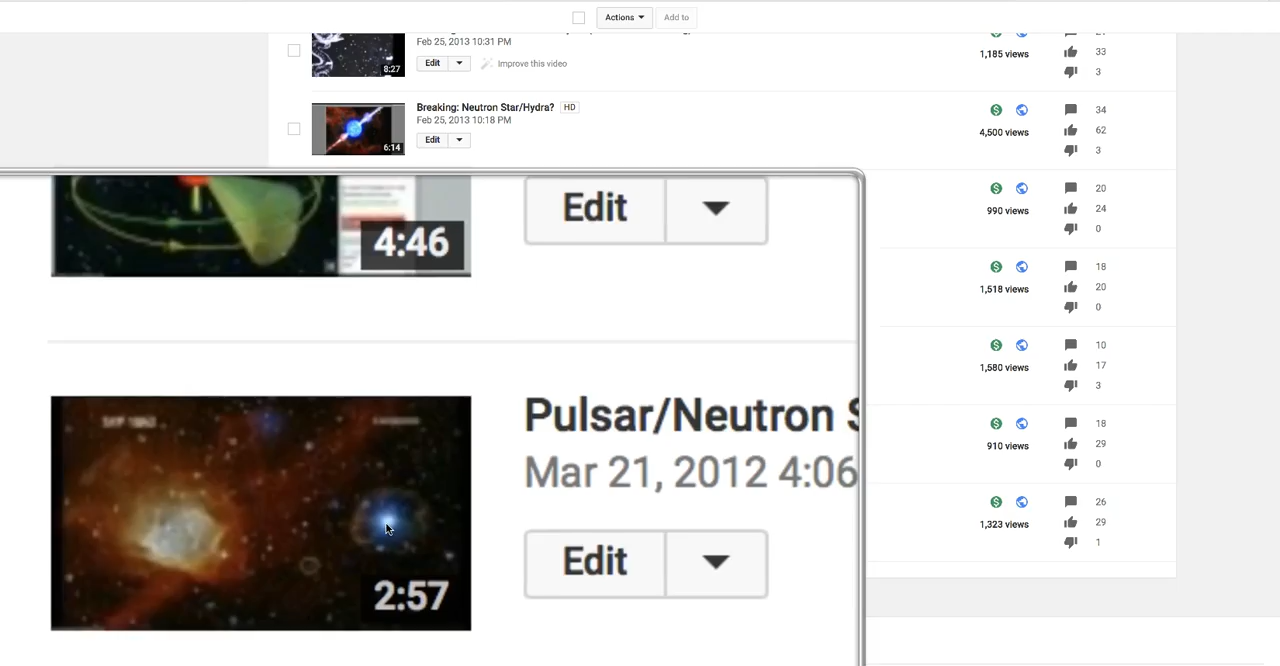 Actions
Add to
Feb 25, 2013 10:31 PM
8:27
Edit
Improve this video
1,185 views
33
3
Breaking: Neutron Star/Hydra? HD
Feb 25, 2013 10:18 PM
6:14
Edit
4,500 views
34
62
3
4:46
Edit
990 views
20
24
0
1,518 views
18
20
0
1,580 views
10
17
3
Pulsar/Neutron
Mar 21, 2012 4:06
2:57
Edit
910 views
18
29
0
1,323 views
26
29
1